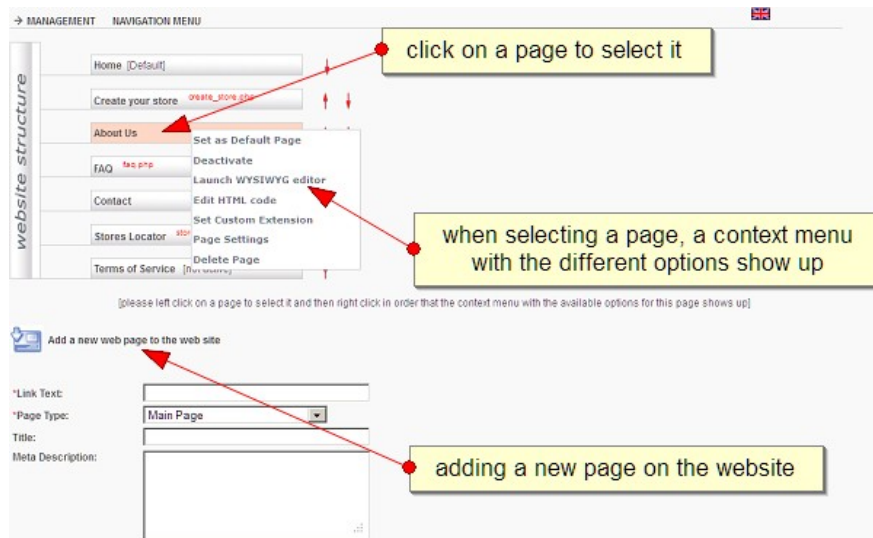 MANAGEMENT NAVIGATION MENU
click on a page to select it
website structure
Home [Default]
Create your store create_store.php
About Us
Set as Default Page
Deactivate
FAQ faq.php
Launch WYSIWYG editor
Contact
Edit HTML code
Set Custom Extension
Stores Locator
Page Settings
Delete Page
Terms of Service
when selecting a page, a context menu
with the different options show up
[please left click on a page to select it and then right click in order that the context menu with the available options for this page shows up]
Add a new web page to the web site
*Link Text:
*Page Type: Main Page
Title:
Meta Description:
adding a new page on the website